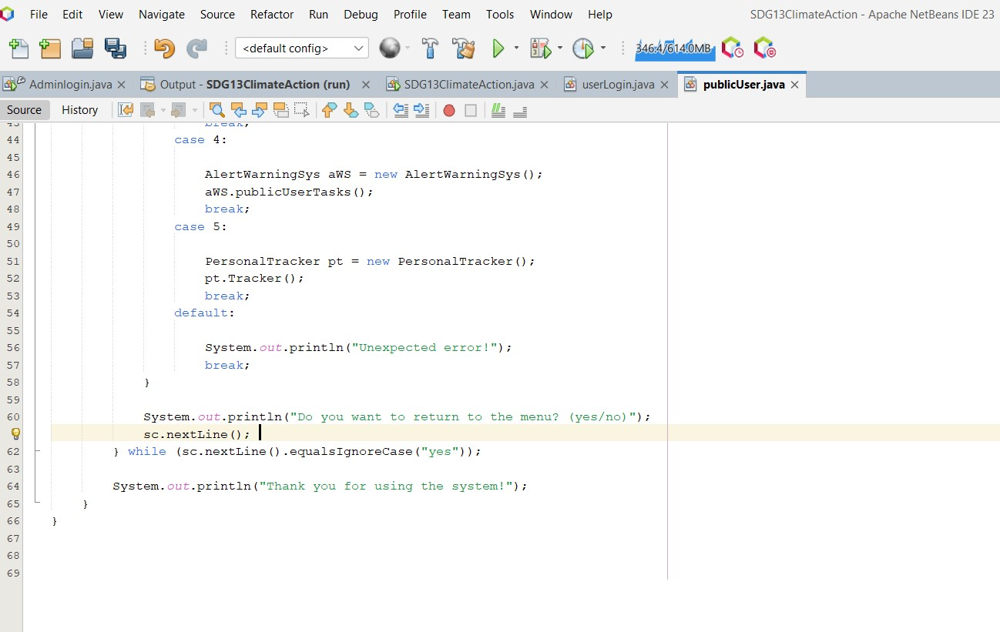 File Edit View Navigate Source Refactor Run Debug Profile Team Tools Window Help SDG13ClimateAction - Apache NetBeans IDE 23
<default config> 346.4/614.0MB
Adminlogin.java Output - SDG13ClimateAction (run) SDG13ClimateAction.java userLogin.java publicUser.java
Source History
43 break;
44 case 4:
45
46 AlertWarningSys aWS = new AlertWarningSys();
47 aWS.publicUserTasks();
48 break;
49 case 5:
50
51 PersonalTracker pt = new PersonalTracker();
52 pt.Tracker();
53 break;
54 default:
55
56 System.out.println("Unexpected error!");
57 break;
58 }
59
60 System.out.println("Do you want to return to the menu? (yes/no)");
sc.nextLine();
62 } while (sc.nextLine().equalsIgnoreCase("yes"));
63
64 System.out.println("Thank you for using the system!");
65 }
66 }
67
68
69